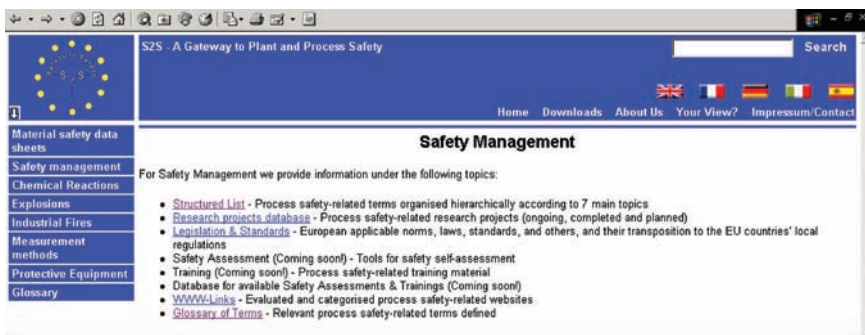 S2S - A Gateway to Plant and Process Safety
Search
S S
Home Downloads About Us Your View? Impressum/Contact
Material safety data
sheets
Safety management
Chemical Reactions
Explosions
Industrial Fires
Measurement
methods
Protective Equipment
Glossary
Safety Management
For Safety Management we provide information under the following topics:
Structured List - Process safety-related terms organised hierarchically according to 7 main topics
Research projects database - Process safety-related research projects (ongoing, completed and planned)
Legislation & Standards - European applicable norms, laws, standards, and others, and their transposition to the EU countries' local
regulations
Safety Assessment (Coming soon!) - Tools for safety self-assessment
Training (Coming soon!) - Process safety-related training material
Database for available Safety Assessments & Trainings (Coming soon!)
WWW-Links - Evaluated and categorised process safety-related websites
Glossary of Terms - Relevant process safety-related terms defined